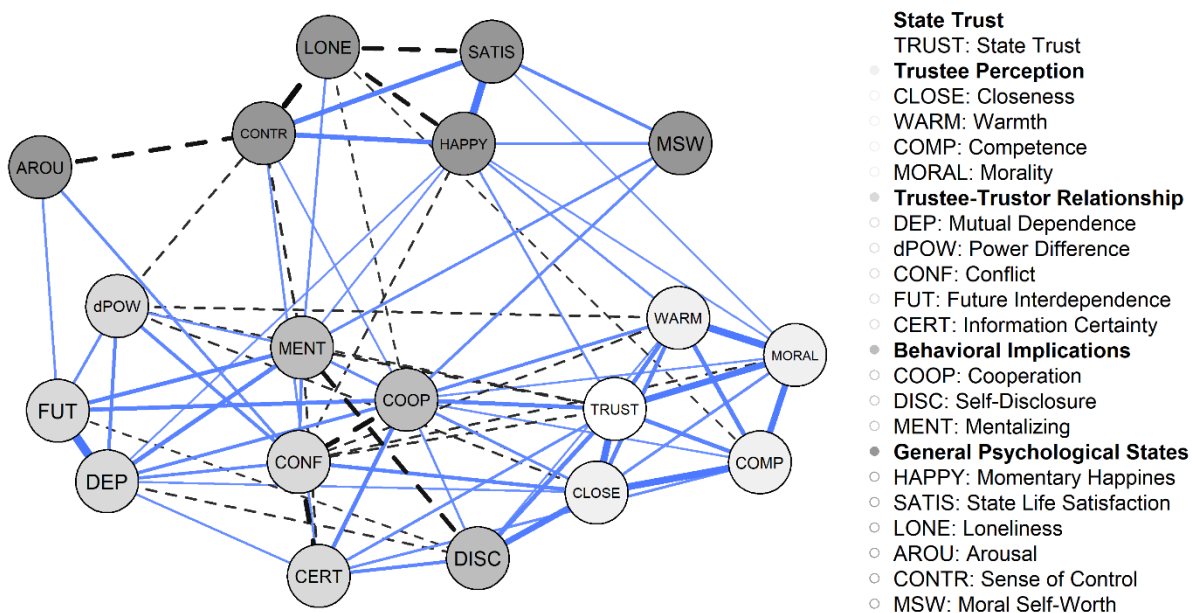 LONE
SATIS
CONTR
HAPPY
MSW
AROU
dPOW
WARM
MENT
MORAL
COOP
FUT
TRUST
CONF
COMP
DEP
CLOSE
DISC
CERT
State Trust
TRUST: State Trust
Trustee Perception
CLOSE: Closeness
WARM: Warmth
COMP: Competence
MORAL: Morality
Trustee-Trustor Relationship
DEP: Mutual Dependence
dPOW: Power Difference
CONF: Conflict
FUT: Future Interdependence
CERT: Information Certainty
Behavioral Implications
COOP: Cooperation
DISC: Self-Disclosure
MENT: Mentalizing
General Psychological States
HAPPY: Momentary Happines
SATIS: State Life Satisfaction
LONE: Loneliness
AROU: Arousal
CONTR: Sense of Control
MSW: Moral Self-Worth